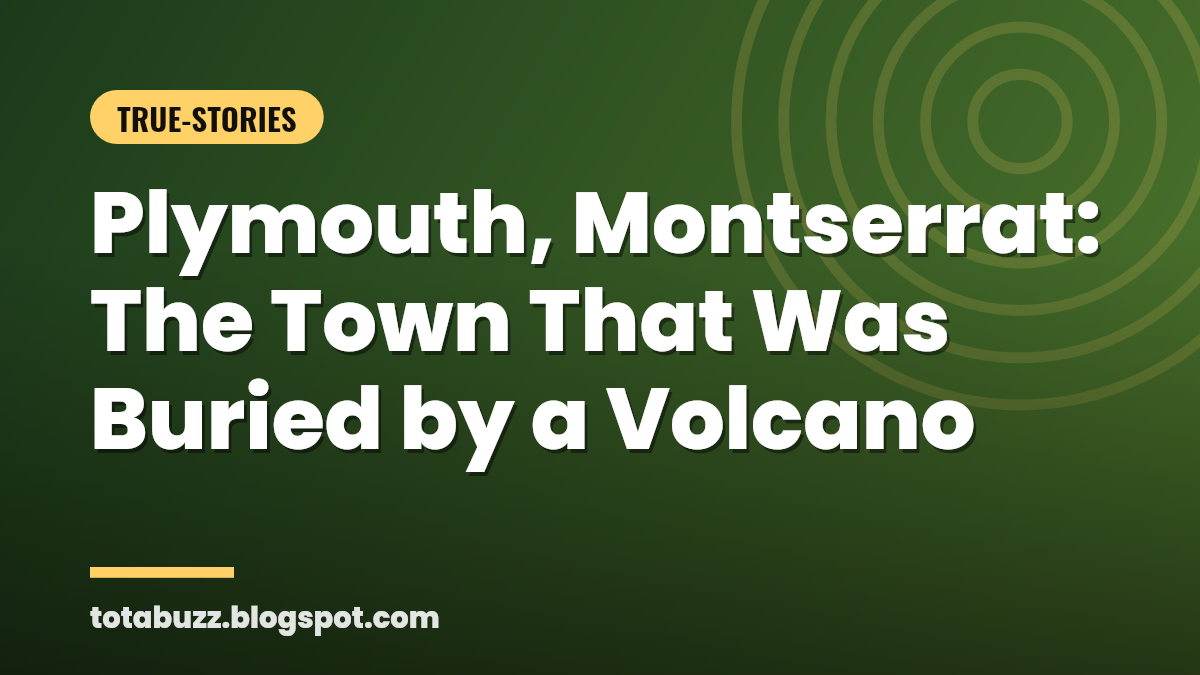 TRUE-STORIES
Plymouth, Montserrat:
The Town That Was
Buried by a Volcano
totabuzz.blogspot.com